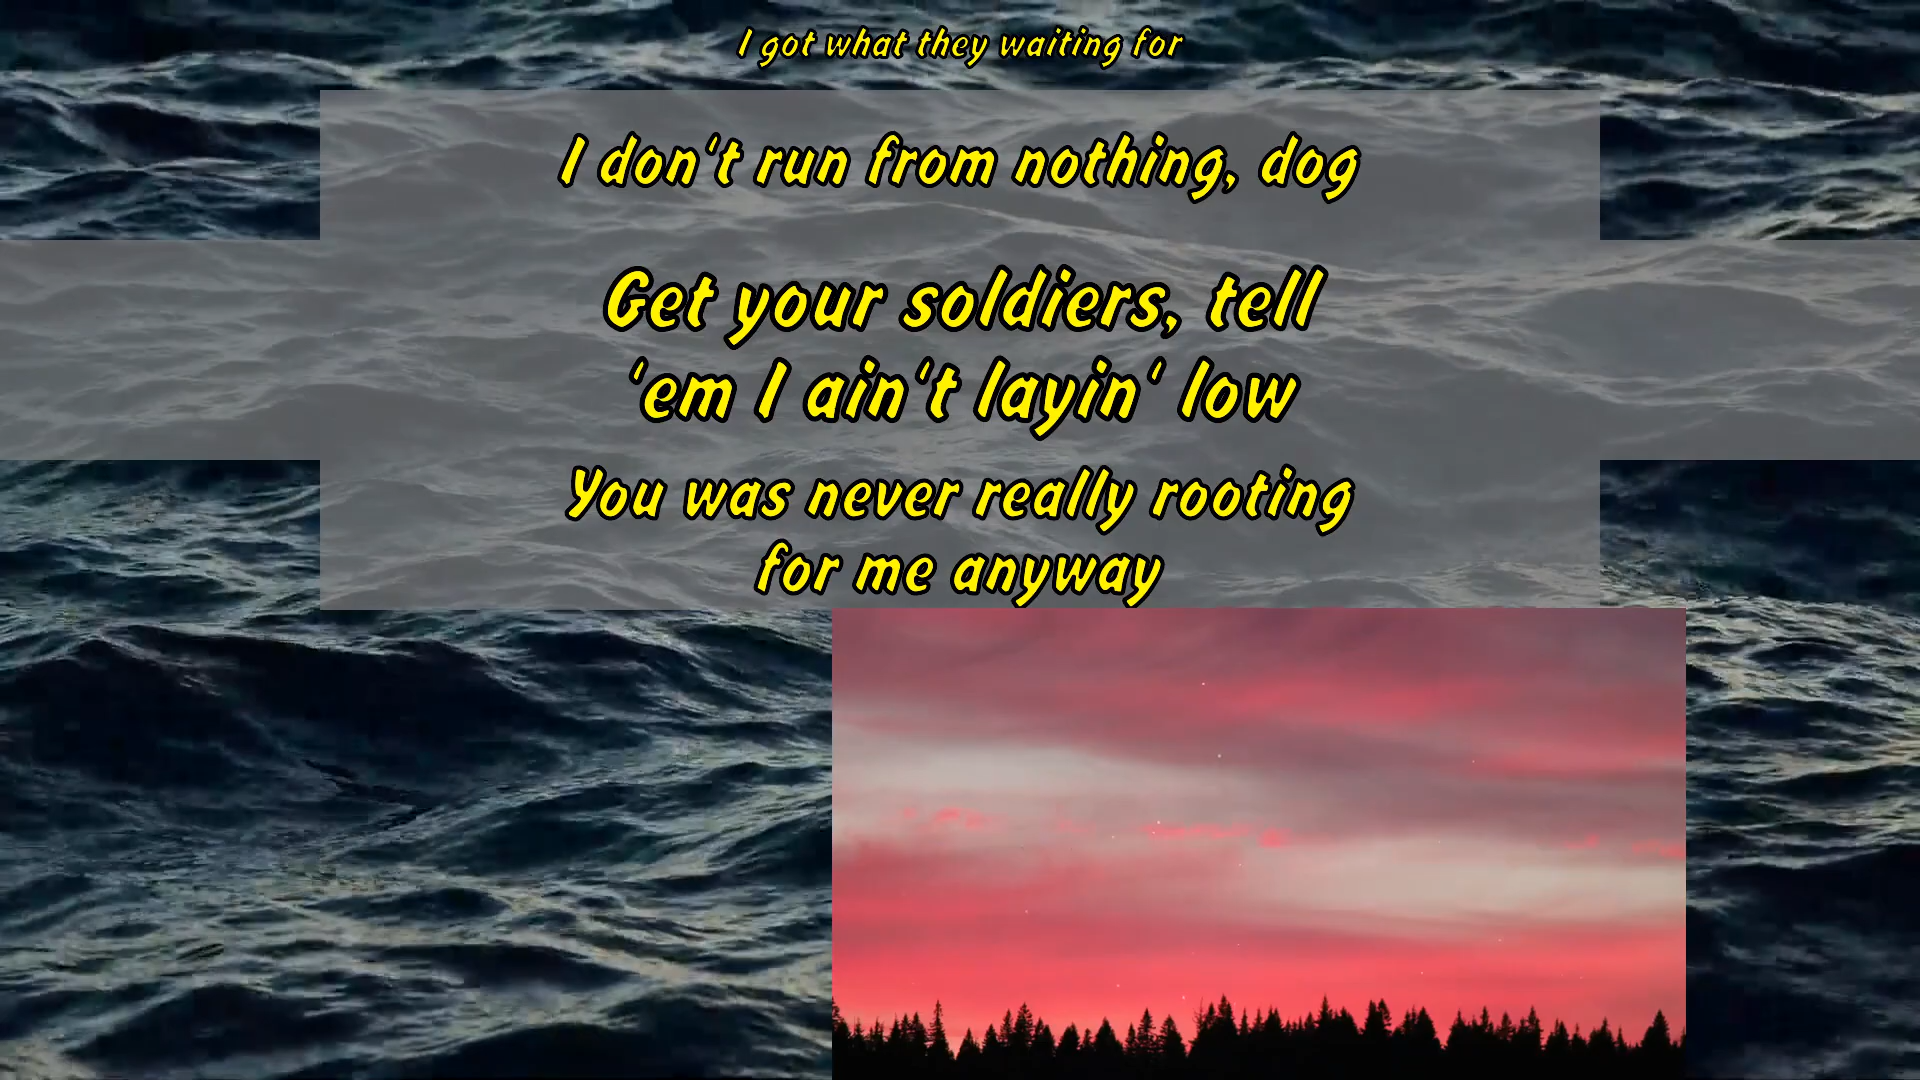 I got what they waiting for
I don't run from nothing, dog
Get your soldiers, tell
'em I ain't layin' low
You was never really rooting
for me anyway